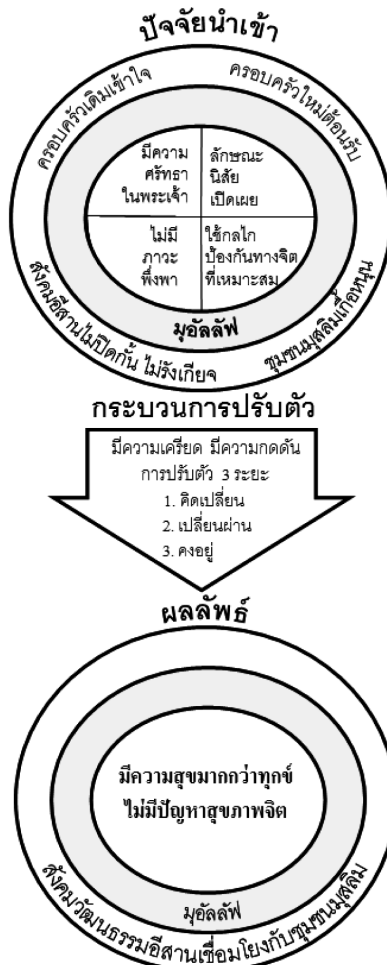 ปัจจัยนำเข้า
ครอบครัวเดิมเข้าใจ
ครอบครัวใหม่ต้อนรับ
มีความ
ศรัทธา
ในพระเจ้า
ลักษณะ
นิสัย
เปิดเผย
ไม่มี
ภาวะ
พึ่งพา
ใช้กลไก
ป้องกันทางจิต
ที่เหมาะสม
มุอัลลัฟ
สังคมอีสานไม่ปิดกั้น ไม่รังเกียจ
ชุมชนมุสลิมเกื้อหนุน
กระบวนการปรับตัว
มีความเครียด มีความกดดัน
การปรับตัว 3 ระยะ
1. คิดเปลี่ยน
2. เปลี่ยนผ่าน
3. คงอยู่
ผลลัพธ์
มีความสุขมากกว่าทุกข์
ไม่มีปัญหาสุขภาพจิต
มุอัลลัฟ
สังคมวัฒนธรรมอีสานเชื่อมโยงกับชุมชนมุสลิม